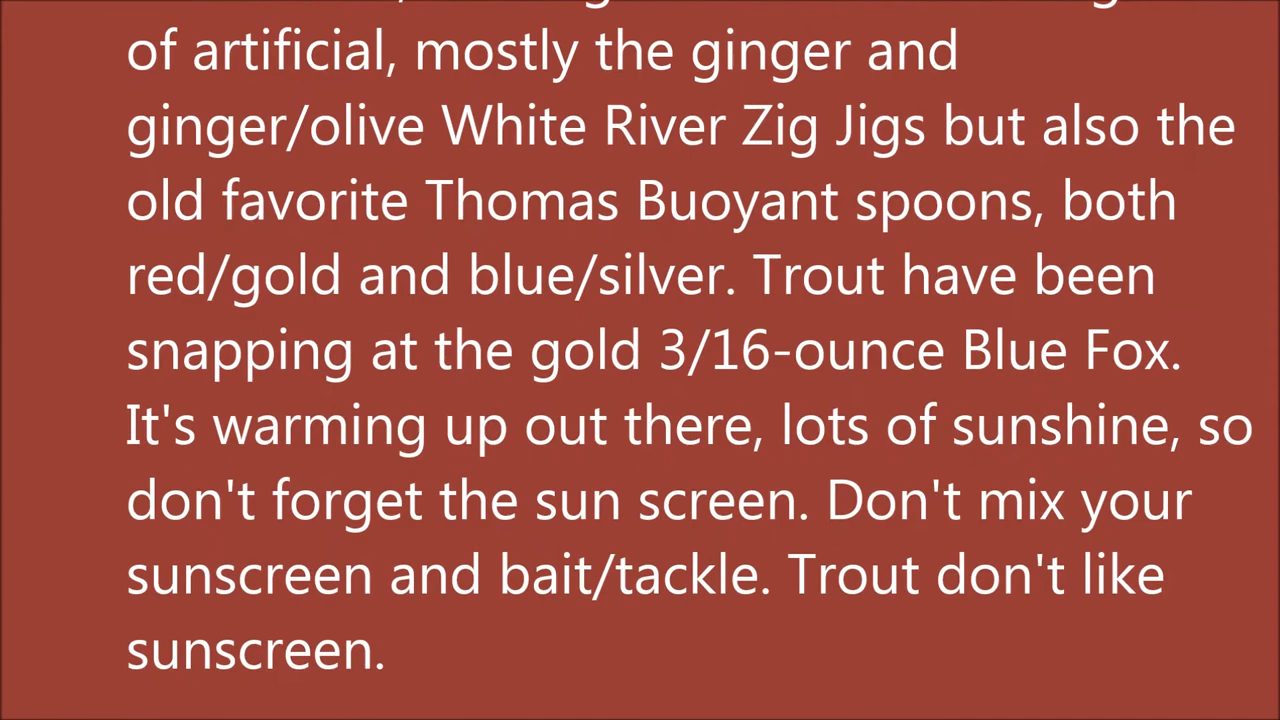 of artificial, mostly the ginger and
ginger/olive White River Zig Jigs but also the
old favorite Thomas Buoyant spoons, both
red/gold and blue/silver. Trout have been
snapping at the gold 3/16-ounce Blue Fox.
It's warming up out there, lots of sunshine, so
don't forget the sun screen. Don't mix your
sunscreen and bait/tackle. Trout don't like
sunscreen.